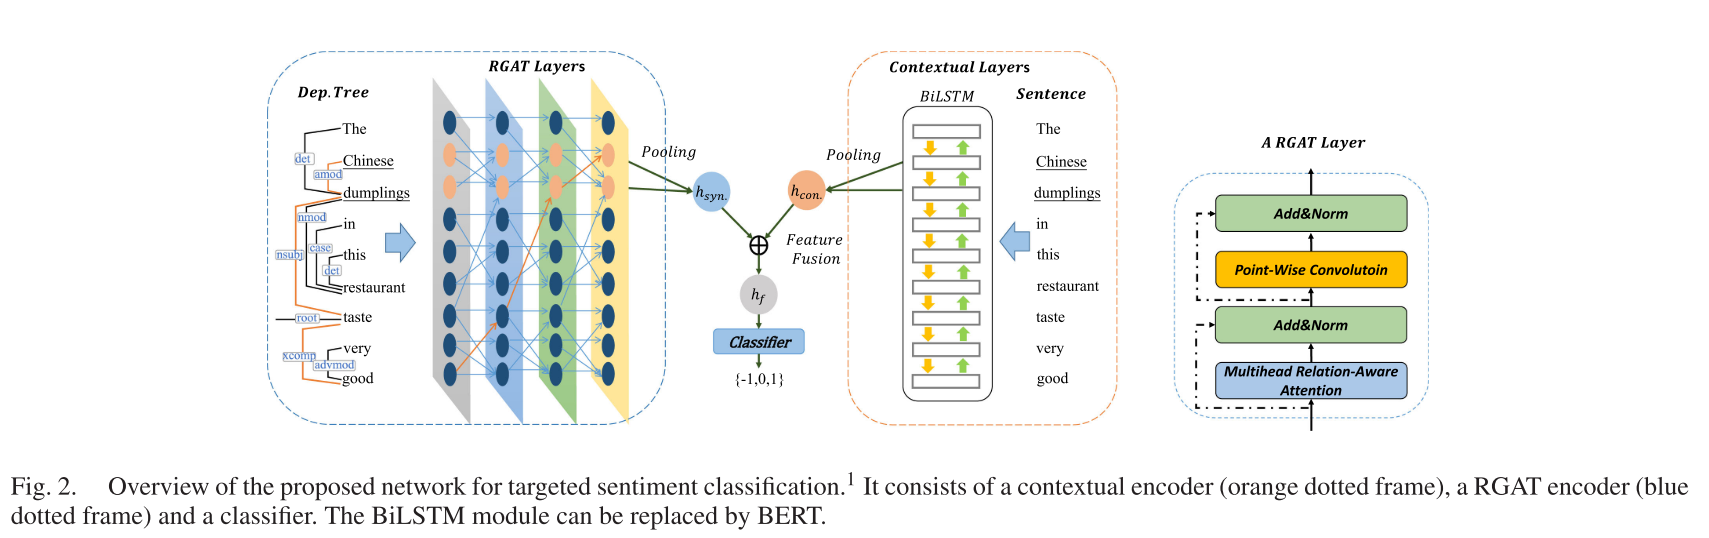 RGAT Layers
Dep.Tree
The
det
Chinese
amod
dumplings
nmod
in
case
nsubj
this
det
restaurant
root
taste
xcomp
very
advmod
good
Pooling
h_syn.
Pooling
h_con.
Feature
Fusion
h_f
Classifier
{-1,0,1}
Contextual Layers
BiLSTM
Sentence
The
Chinese
dumplings
in
this
restaurant
taste
very
good
A RGAT Layer
Add&Norm
Point-Wise Convolutoin
Add&Norm
Multihead Relation-Aware
Attention
Fig. 2. Overview of the proposed network for targeted sentiment classification.¹ It consists of a contextual encoder (orange dotted frame), a RGAT encoder (blue
dotted frame) and a classifier. The BiLSTM module can be replaced by BERT.